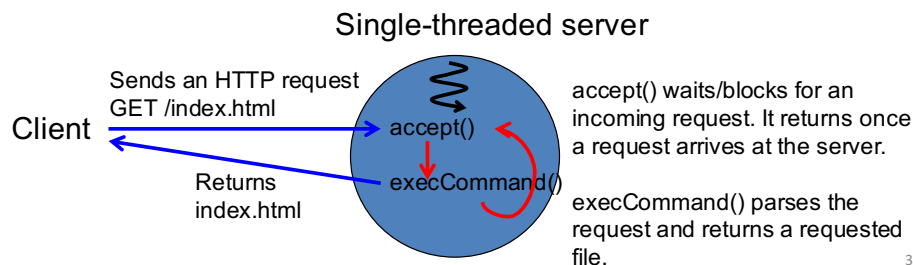 Single-threaded server
Sends an HTTP request
GET /index.html
Client
accept()
execCommand()
Returns
index.html
accept() waits/blocks for an
incoming request. It returns once
a request arrives at the server.
execCommand() parses the
request and returns a requested
file.
3